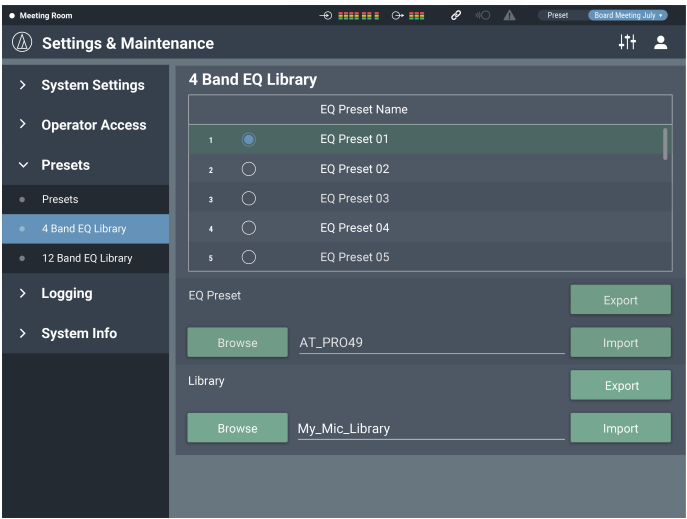 Meeting Room
Preset
Board Meeting July
Settings & Maintenance
System Settings
Operator Access
Presets
Presets
4 Band EQ Library
12 Band EQ Library
Logging
System Info
4 Band EQ Library
EQ Preset Name
1 EQ Preset 01
2 EQ Preset 02
3 EQ Preset 03
4 EQ Preset 04
5 EQ Preset 05
EQ Preset
Export
Browse AT_PRO49 Import
Library
Export
Browse My_Mic_Library Import